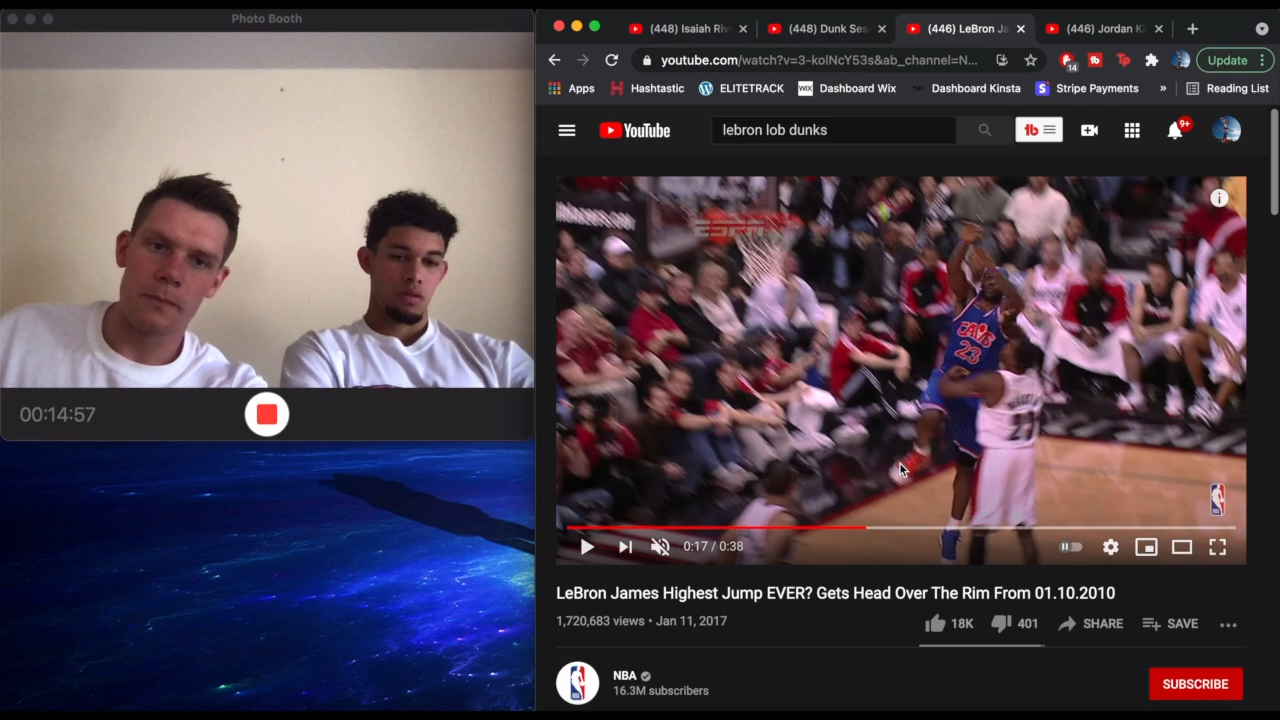 Photo Booth
00:14:57
(448) Isaiah Riv
(448) Dunk Ses
(446) LeBron Ja
(446) Jordan Ki
youtube.com/watch?v=3-kolNcY53s&ab_channel=N...
14
Update
Apps
Hashtastic
ELITETRACK
WIX
Dashboard Wix
Dashboard Kinsta
Stripe Payments
»
Reading List
YouTube
lebron lob dunks
9+
ESPN
CAVS
23
0:17 / 0:38
LeBron James Highest Jump EVER? Gets Head Over The Rim From 01.10.2010
1,720,683 views • Jan 11, 2017
18K
401
SHARE
SAVE
NBA
16.3M subscribers
SUBSCRIBE